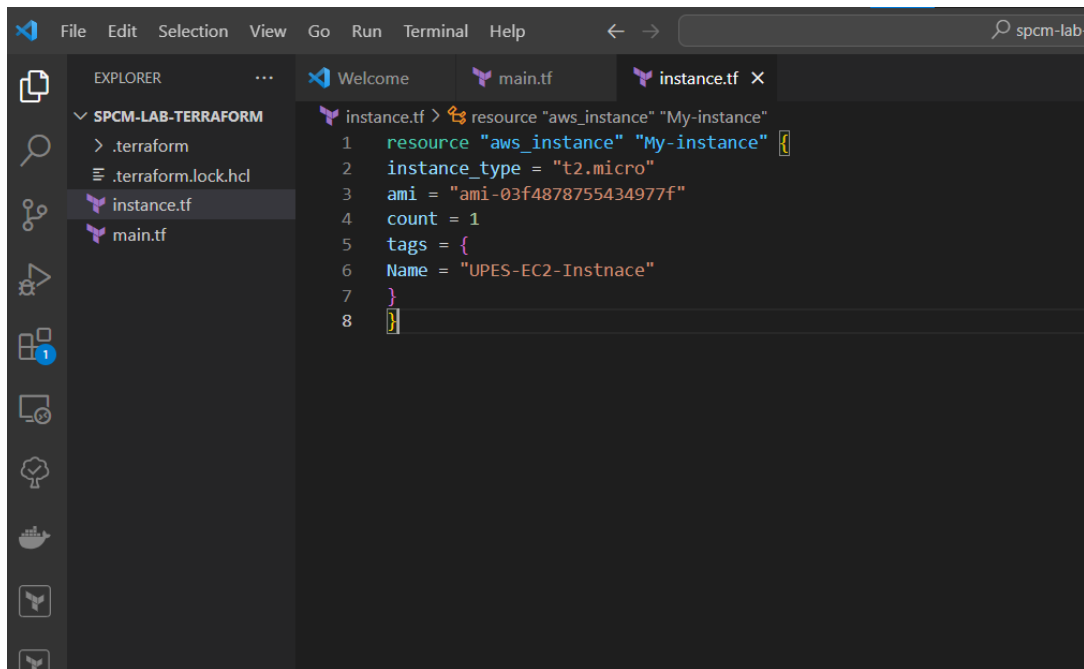 File Edit Selection View Go Run Terminal Help spcm-lab-
EXPLORER ···
Welcome main.tf instance.tf
SPCM-LAB-TERRAFORM
.terraform
.terraform.lock.hcl
instance.tf
main.tf
1
instance.tf > resource "aws_instance" "My-instance"
1 resource "aws_instance" "My-instance" {
2 instance_type = "t2.micro"
3 ami = "ami-03f4878755434977f"
4 count = 1
5 tags = {
6 Name = "UPES-EC2-Instnace"
7 }
8 }